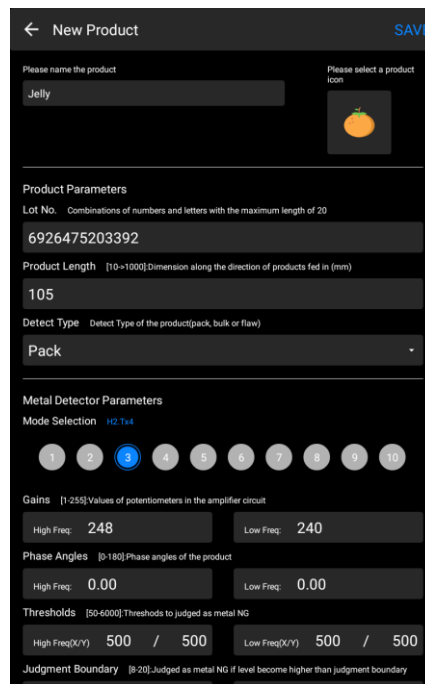 New Product SAVE
Please name the product
Please select a product
icon
Jelly
Product Parameters
Lot No. Combinations of numbers and letters with the maximum length of 20
6926475203392
Product Length [10->1000]:Dimension along the direction of products fed in (mm)
105
Detect Type Detect Type of the product(pack, bulk or flaw)
Pack
Metal Detector Parameters
Mode Selection H2.Tx4
1 2 3 4 5 6 7 8 9 10
Gains [1-255]:Values of potentiometers in the amplifier circuit
High Freq: 248 Low Freq: 240
Phase Angles [0-180]:Phase angles of the product
High Freq: 0.00 Low Freq: 0.00
Thresholds [50-6000]:Threshods to judged as metal NG
High Freq(X/Y) 500 / 500 Low Freq(X/Y) 500 / 500
Judgment Boundary [8-20]:Judged as metal NG if level become higher than judgment boundary